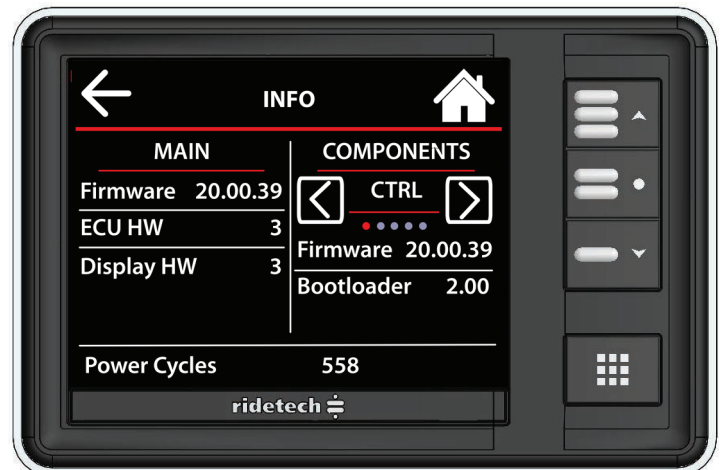 INFO
MAIN
Firmware 20.00.39
ECU HW 3
Display HW 3
COMPONENTS
CTRL
Firmware 20.00.39
Bootloader 2.00
Power Cycles 558
ridetech